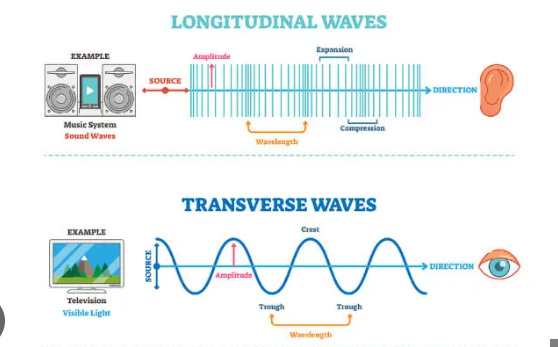 LONGITUDINAL WAVES
Expansion
EXAMPLE
Amplitude
SOURCE
DIRECTION
Music System
Sound Waves
Compression
Wavelength
TRANSVERSE WAVES
EXAMPLE
Crest
SOURCE
Amplitude
DIRECTION
Television
Visible Light
Trough
Trough
Wavelength